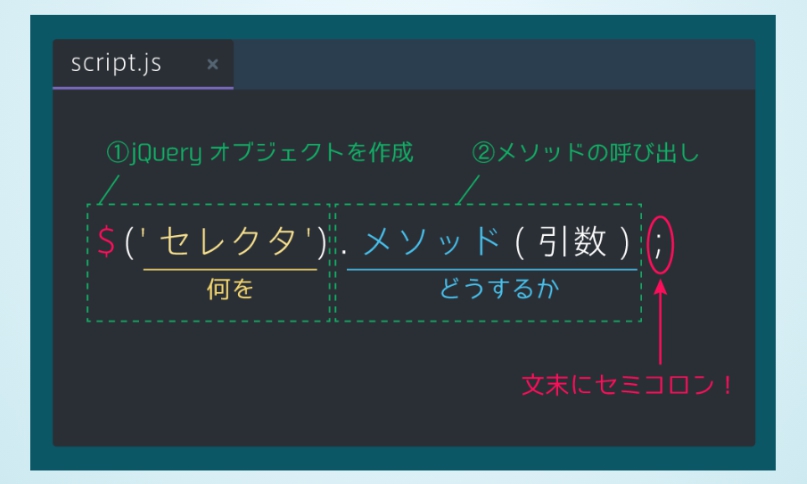 script.js ×
①jQuery オブジェクトを作成 ②メソッドの呼び出し
$('セレクタ').メソッド(引数);
何を どうするか
文末にセミコロン!